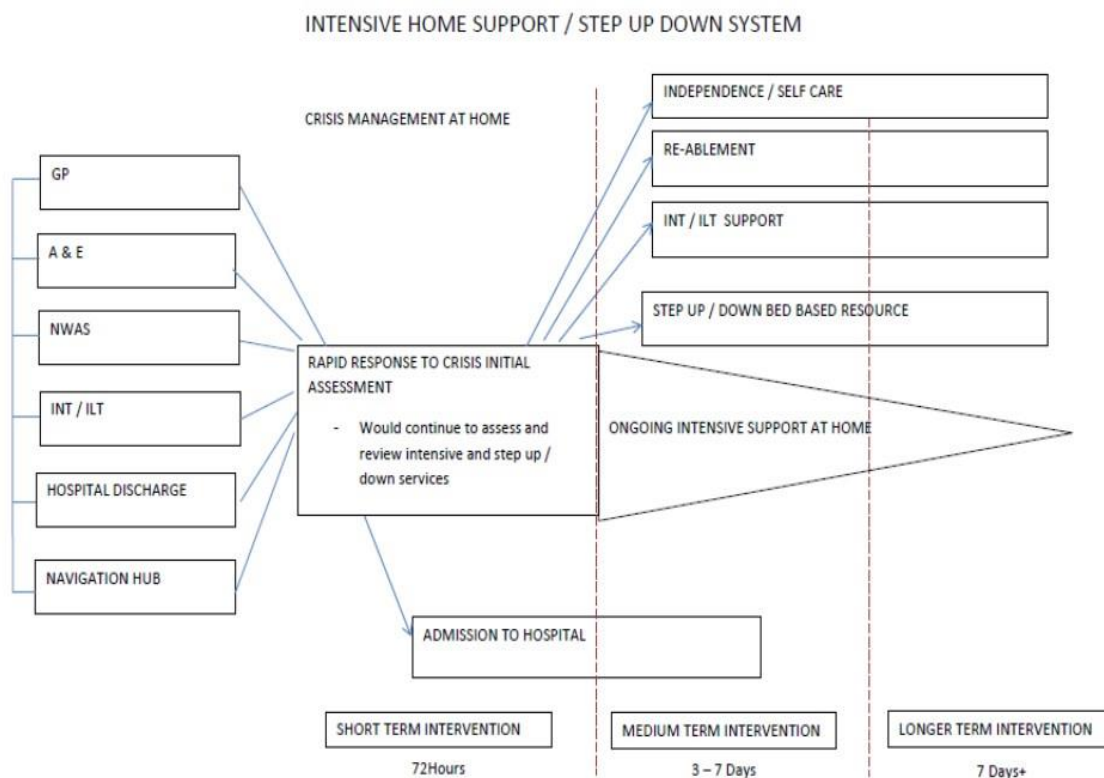 INTENSIVE HOME SUPPORT / STEP UP DOWN SYSTEM
CRISIS MANAGEMENT AT HOME
GP
A & E
NWAS
INT / ILT
HOSPITAL DISCHARGE
NAVIGATION HUB
RAPID RESPONSE TO CRISIS INITIAL
ASSESSMENT
- Would continue to assess and
review intensive and step up /
down services
INDEPENDENCE / SELF CARE
RE-ABLEMENT
INT / ILT SUPPORT
STEP UP / DOWN BED BASED RESOURCE
ONGOING INTENSIVE SUPPORT AT HOME
ADMISSION TO HOSPITAL
SHORT TERM INTERVENTION
72Hours
MEDIUM TERM INTERVENTION
3 – 7 Days
LONGER TERM INTERVENTION
7 Days+